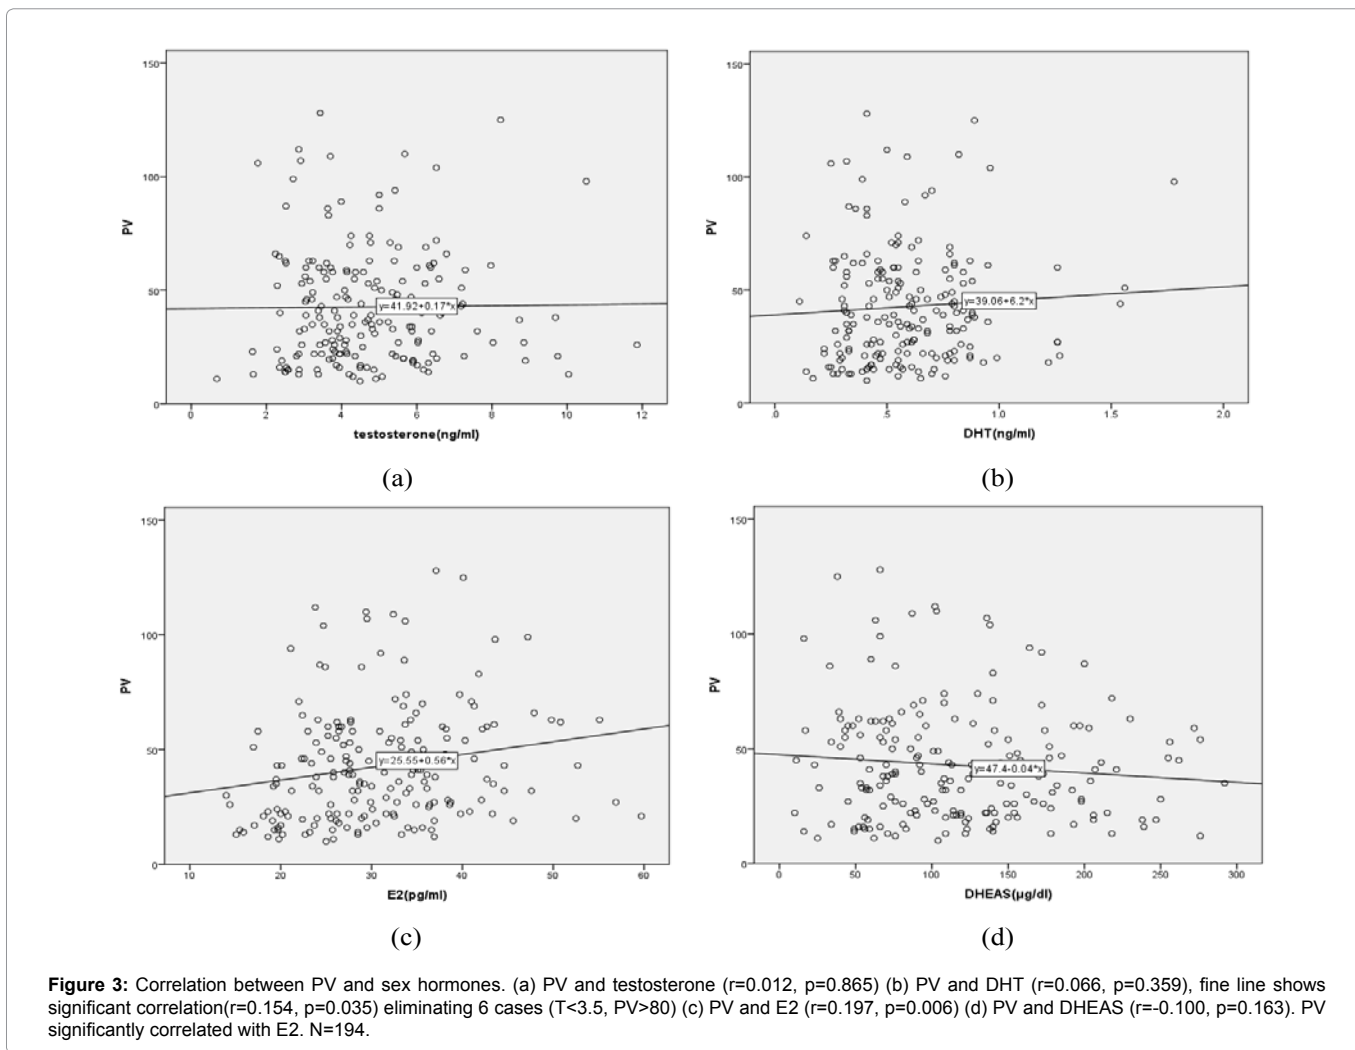 150
100
50
0
PV
y=41.92+0.17*x
0 2 4 6 8 10 12
testosterone(ng/ml)
(a)
150
100
50
0
PV
y=39.06+6.2*x
.0 .5 1.0 1.5 2.0
DHT(ng/ml)
(b)
150
100
50
0
PV
y=25.55+0.56*x
10 20 30 40 50 60
E2(pg/ml)
(c)
150
100
50
0
PV
y=47.4-0.04*x
0 50 100 150 200 250 300
DHEAS(µg/dl)
(d)
Figure 3: Correlation between PV and sex hormones. (a) PV and testosterone (r=0.012, p=0.865) (b) PV and DHT (r=0.066, p=0.359), fine line shows
significant correlation(r=0.154, p=0.035) eliminating 6 cases (T<3.5, PV>80) (c) PV and E2 (r=0.197, p=0.006) (d) PV and DHEAS (r=-0.100, p=0.163). PV
significantly correlated with E2. N=194.